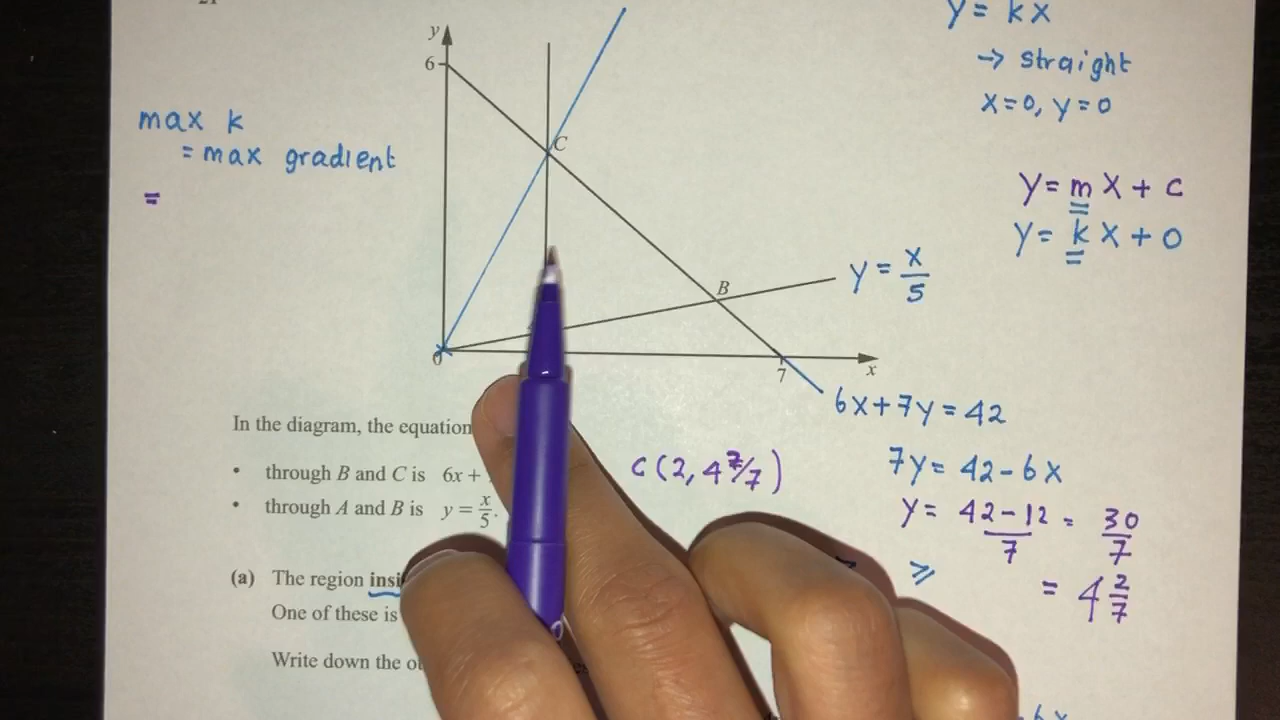 21
y
6
C
B
0
7
x
y = kx
→ straight
x=0, y=0
max k
= max gradient
=
y = mx + c
y = kx + 0
y = x/5
6x+7y=42
7y = 42-6x
y = 42-12/7 = 30/7
= 4 2/7
⩾
C(2, 4 2/7)
In the diagram, the equation
• through B and C is 6x +
• through A and B is y = x/5.
(a) The region insi
One of these is
Write down the